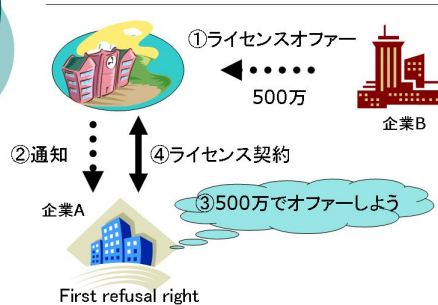 ①ライセンスオファー
500万
企業B
②通知
④ライセンス契約
企業A
③500万でオファーしよう
First refusal right